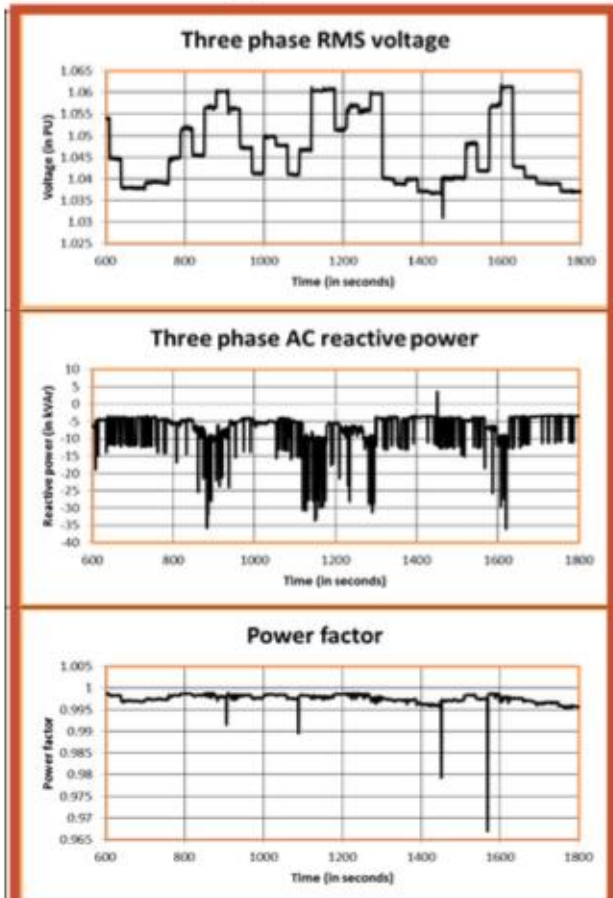 Three phase RMS voltage
1.065
1.06
1.055
1.05
1.045
1.04
1.035
1.03
1.025
Voltage (in PU)
600 800 1000 1200 1400 1600 1800
Time (in seconds)
Three phase AC reactive power
10
5
0
-5
-10
-15
-20
-25
-30
-35
-40
Reactive power (in kVAr)
600 800 1000 1200 1400 1600 1800
Time (in seconds)
Power factor
1.005
1
0.995
0.99
0.985
0.98
0.975
0.97
0.965
Power factor
600 800 1000 1200 1400 1600 1800
Time (in seconds)